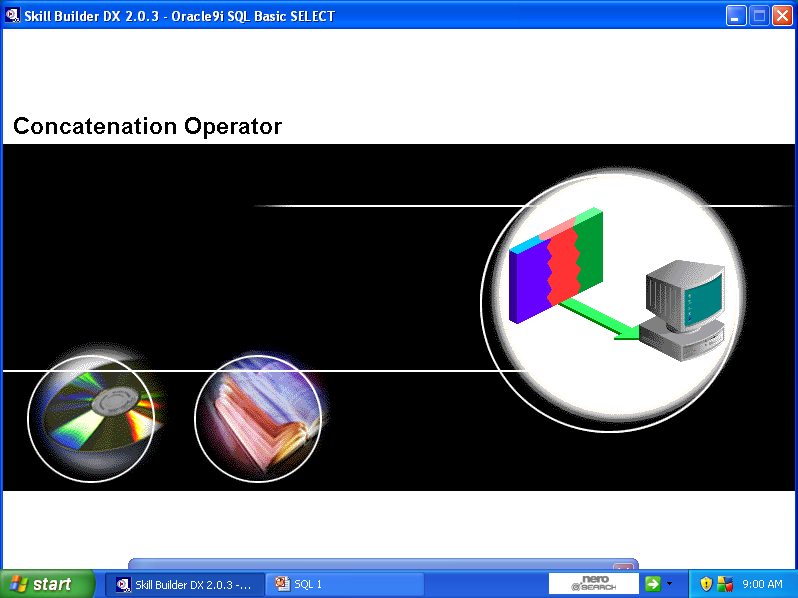 Skill Builder DX 2.0.3 - Oracle9i SQL Basic SELECT
Concatenation Operator
start
Skill Builder DX 2.0.3 -...
SQL 1
nero
@SEARCH
9:00 AM